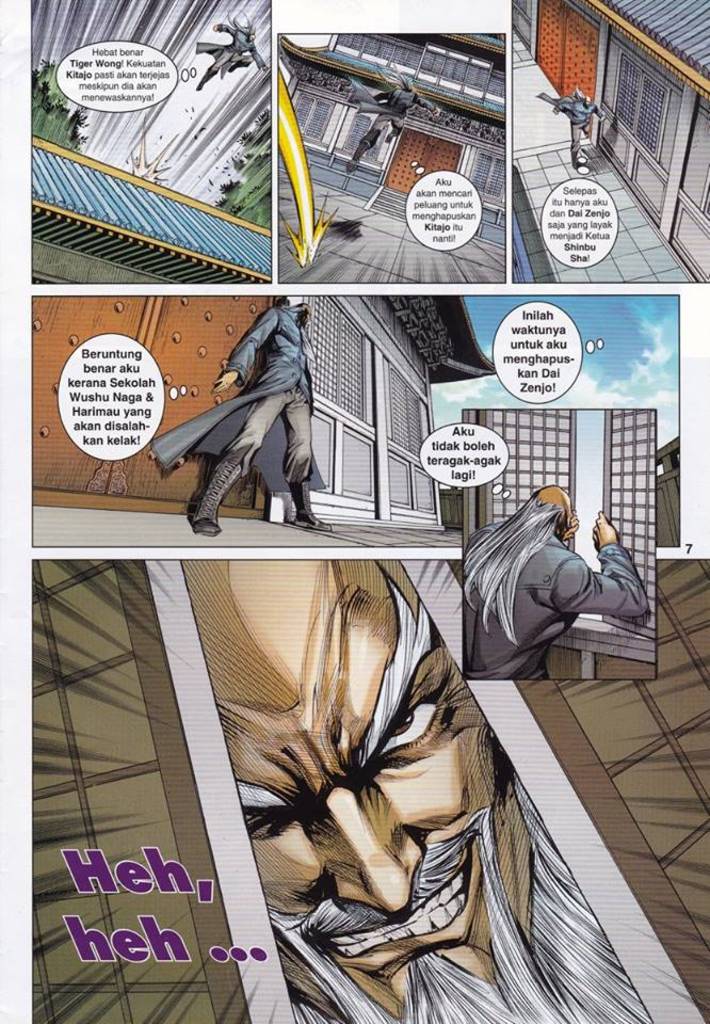 Hebat benar
Tiger Wong! Kekuatan
Kitajo pasti akan terjejas
meskipun dia akan
menewaskannya!
Aku
akan mencari
peluang untuk
menghapuskan
Kitajo itu
nanti!
Selepas
itu hanya aku
dan Dai Zenjo
saja yang layak
menjadi Ketua
Shinbu
Sha!
Beruntung
benar aku
kerana Sekolah
Wushu Naga &
Harimau yang
akan disalah-
kan kelak!
Inilah
waktunya
untuk aku
menghapus-
kan Dai
Zenjo!
Aku
tidak boleh
teragak-agak
lagi!
7
Heh,
heh ...